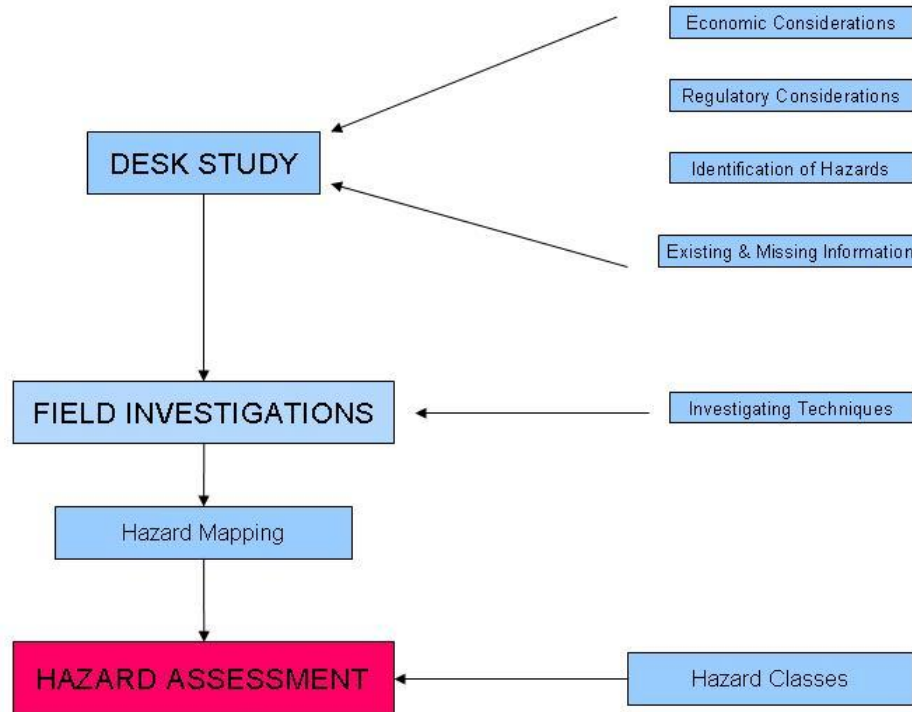 Economic Considerations
Regulatory Considerations
DESK STUDY
Identification of Hazards
Existing & Missing Information
FIELD INVESTIGATIONS
Investigating Techniques
Hazard Mapping
HAZARD ASSESSMENT
Hazard Classes